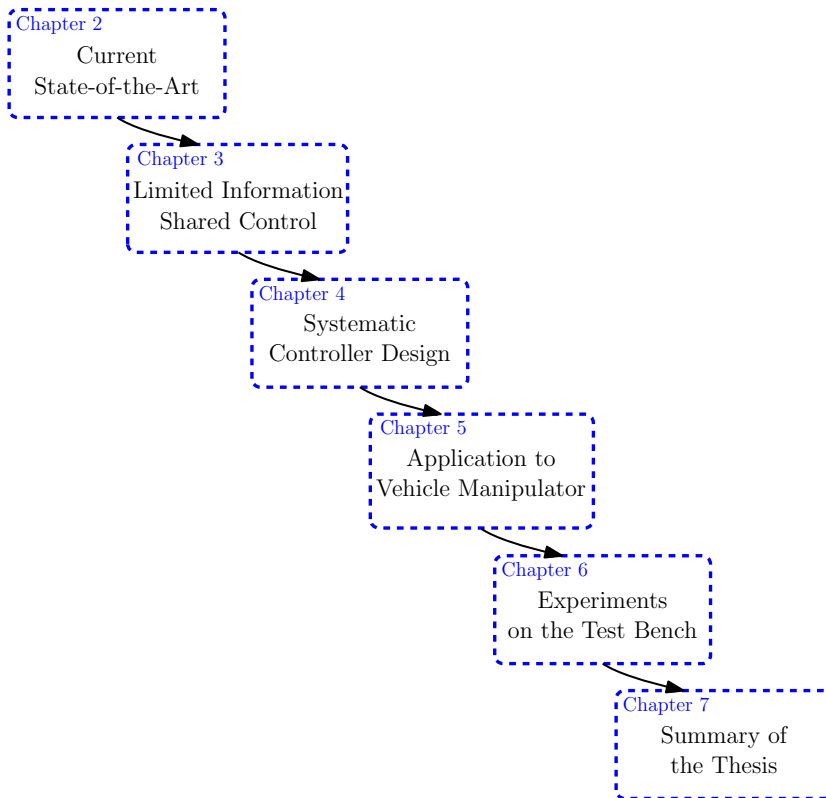 Chapter 2
Current
State-of-the-Art
Chapter 3
Limited Information
Shared Control
Chapter 4
Systematic
Controller Design
Chapter 5
Application to
Vehicle Manipulator
Chapter 6
Experiments
on the Test Bench
Chapter 7
Summary of
the Thesis